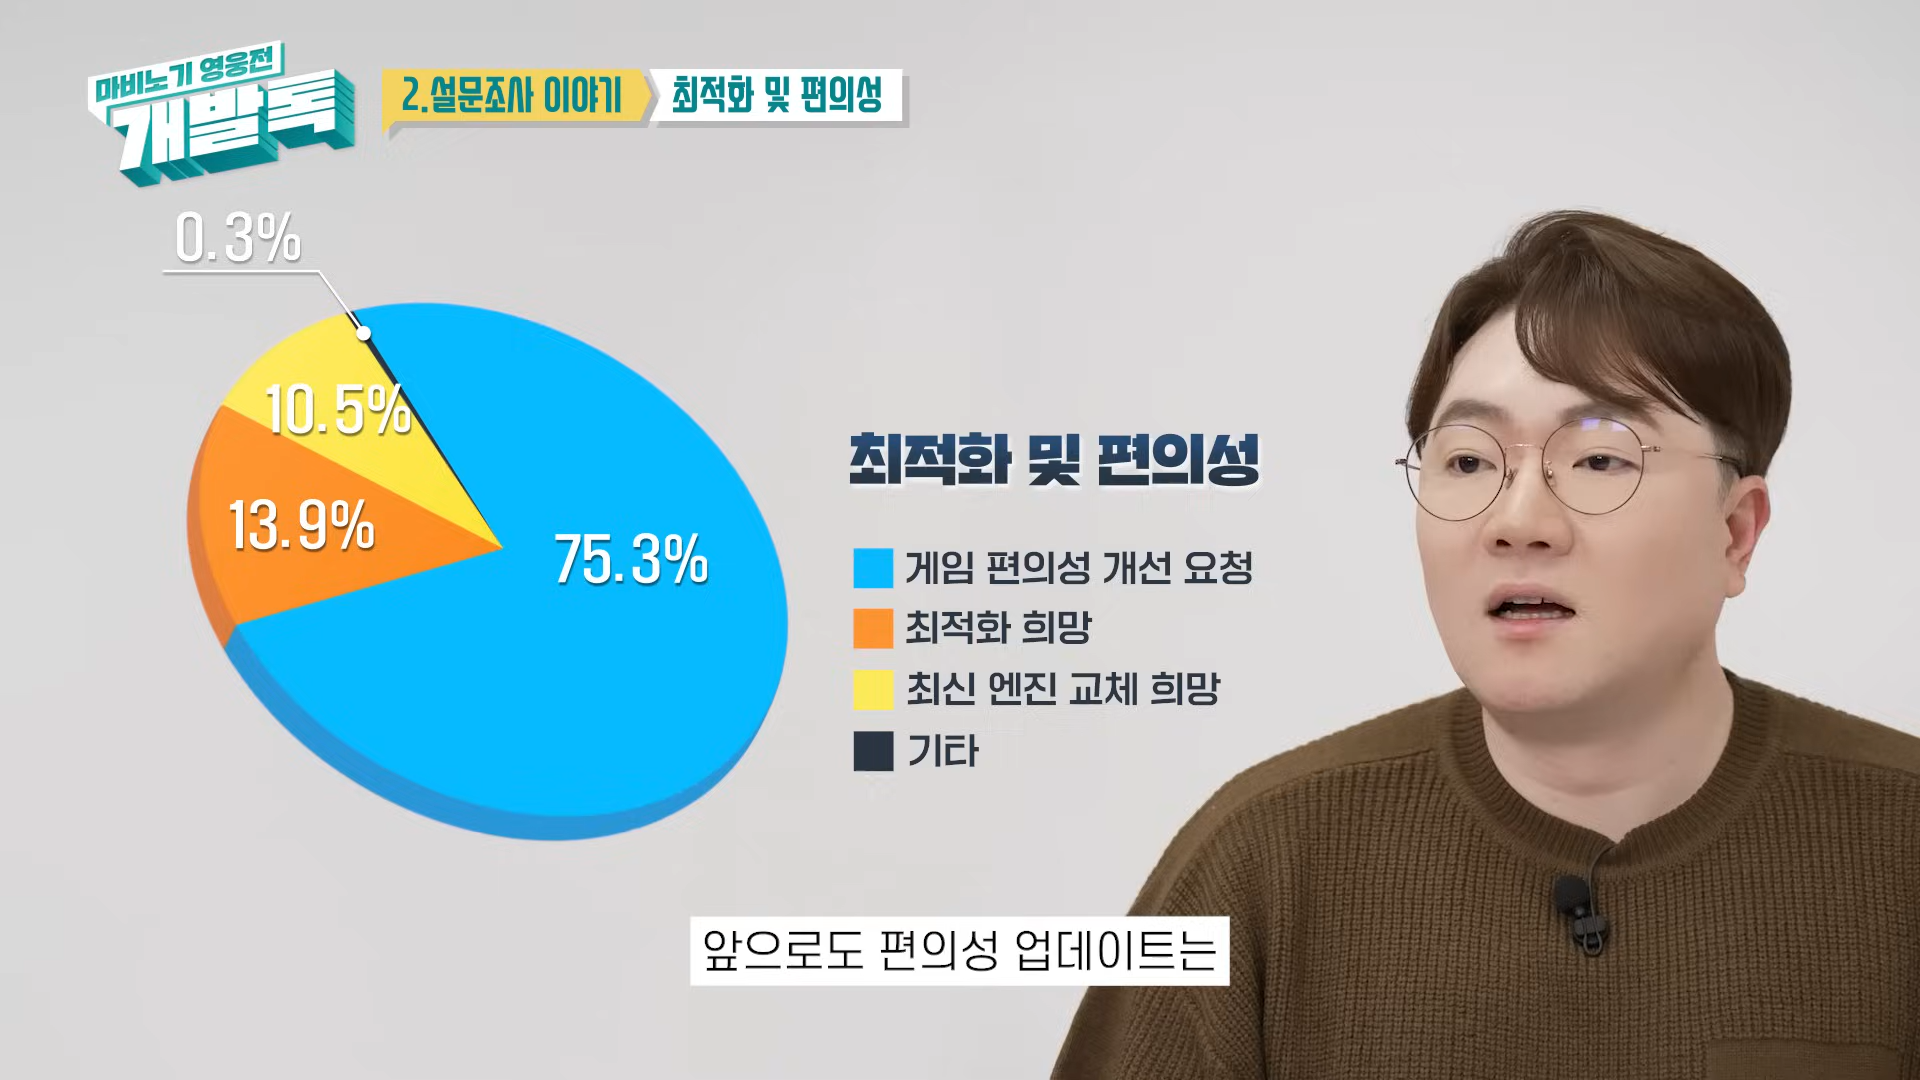 마비노기 영웅전
개발톡
2.설문조사 이야기
최적화 및 편의성
0.3%
10.5%
13.9%
75.3%
최적화 및 편의성
게임 편의성 개선 요청
최적화 희망
최신 엔진 교체 희망
기타
앞으로도 편의성 업데이트는